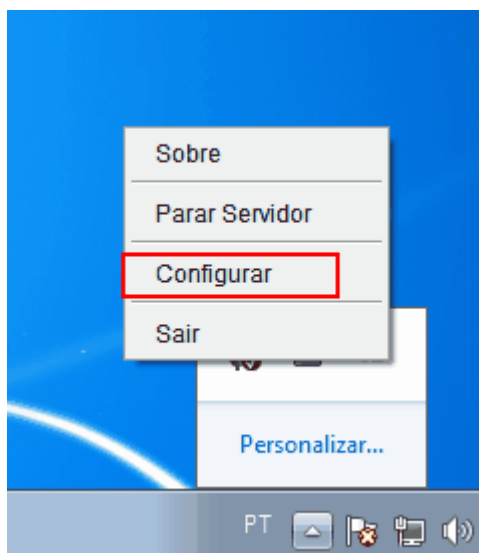 Sobre
Parar Servidor
Configurar
Sair
Personalizar...
PT